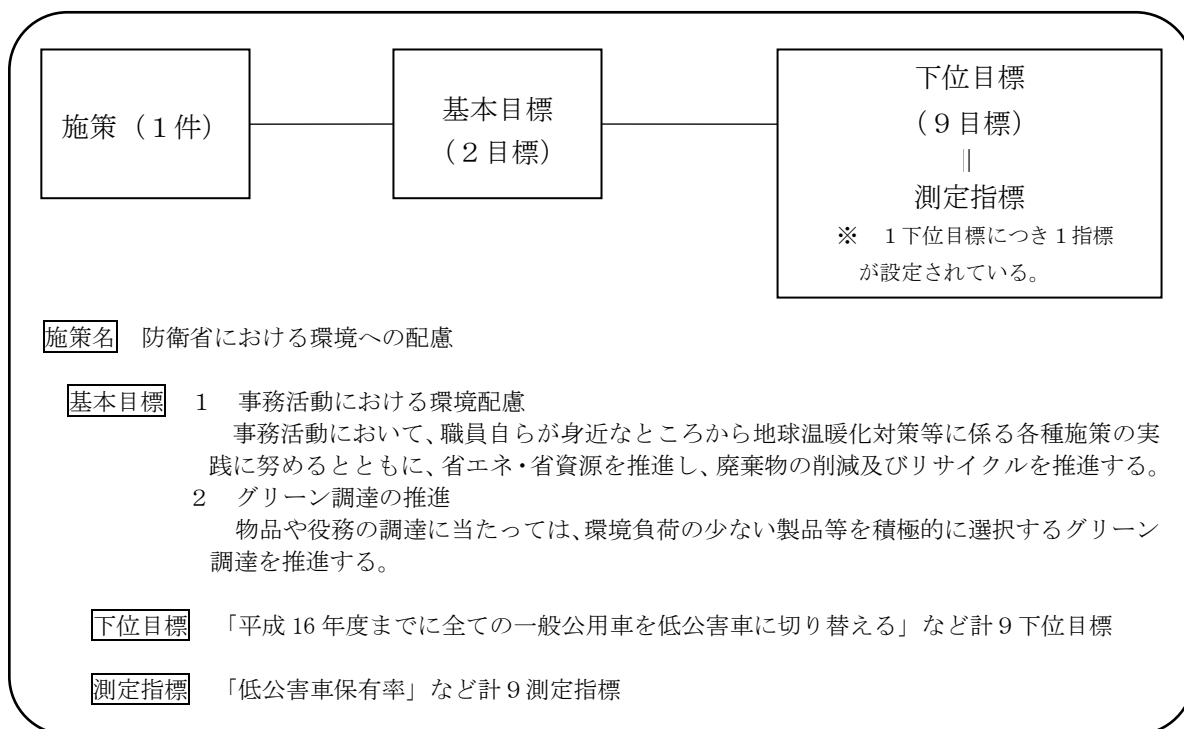 施策（１件）
基本目標
（２目標）
下位目標
（９目標）
||
測定指標
※　１下位目標につき１指標
が設定されている。
施策名　防衛省における環境への配慮
基本目標　１　事務活動における環境配慮
事務活動において、職員自らが身近なところから地球温暖化対策等に係る各種施策の実
践に努めるとともに、省エネ・省資源を推進し、廃棄物の削減及びリサイクルを推進する。
２　グリーン調達の推進
物品や役務の調達に当たっては、環境負荷の少ない製品等を積極的に選択するグリーン
調達を推進する。
下位目標　「平成 16 年度までに全ての一般公用車を低公害車に切り替える」など計９下位目標
測定指標　「低公害車保有率」など計９測定指標